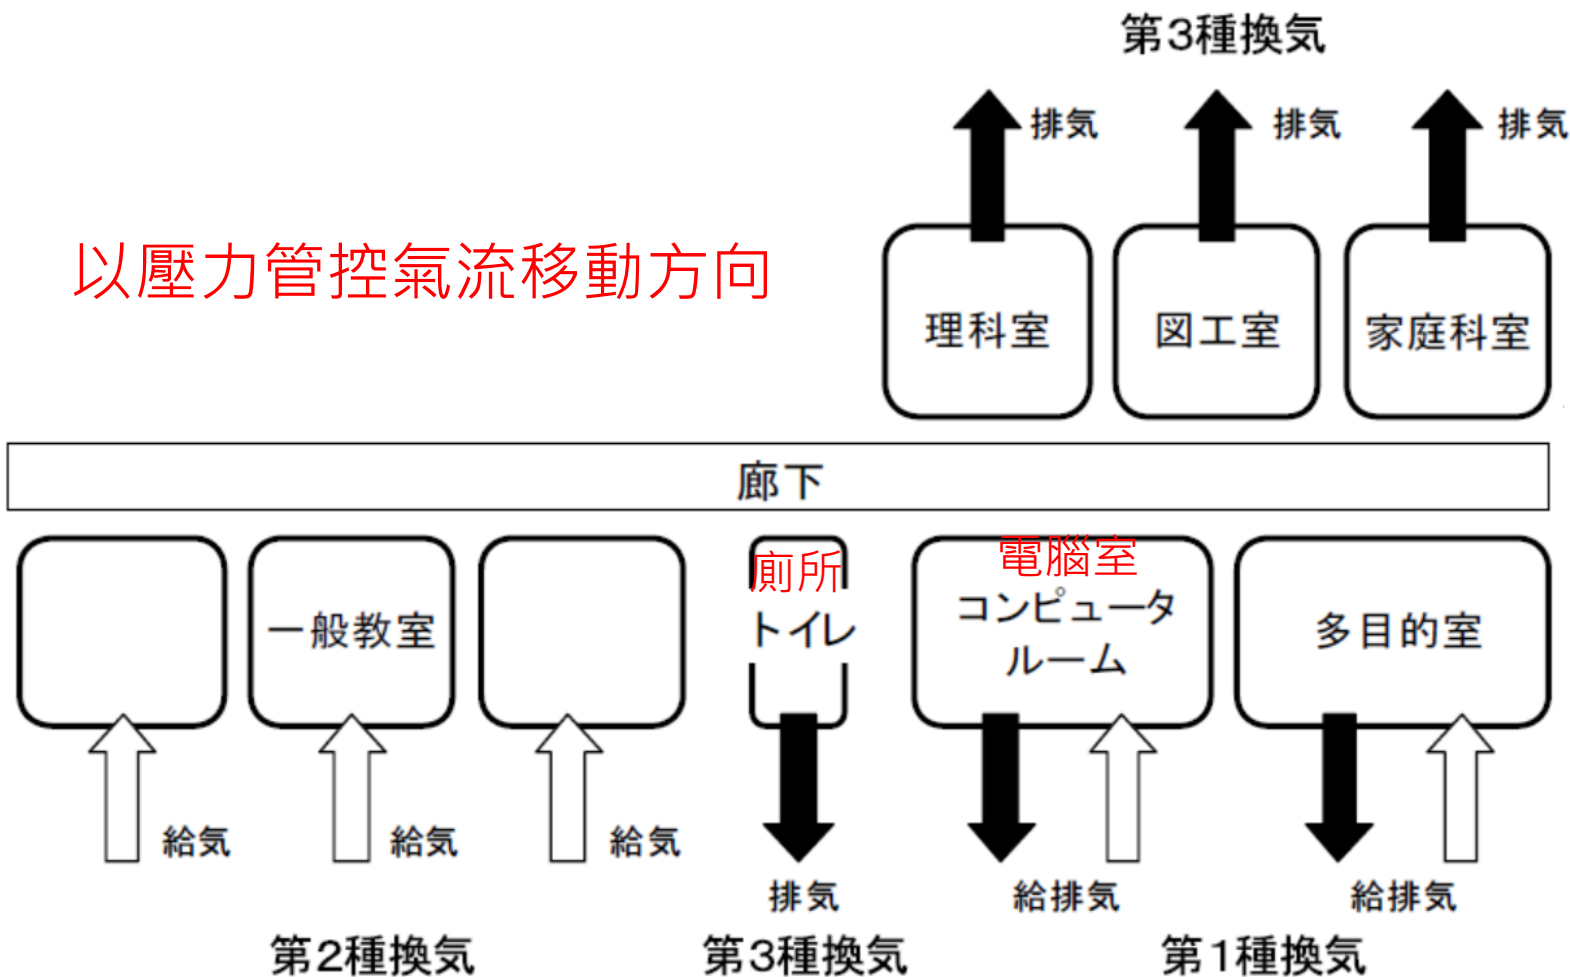 第3種換気
排気
排気
排気
以壓力管控氣流移動方向
理科室
図工室
家庭科室
廊下
一般教室
廁所
トイレ
電腦室
コンピュータ
ルーム
多目的室
給気
給気
給気
排気
給排気
給排気
第2種換気
第3種換気
第1種換気